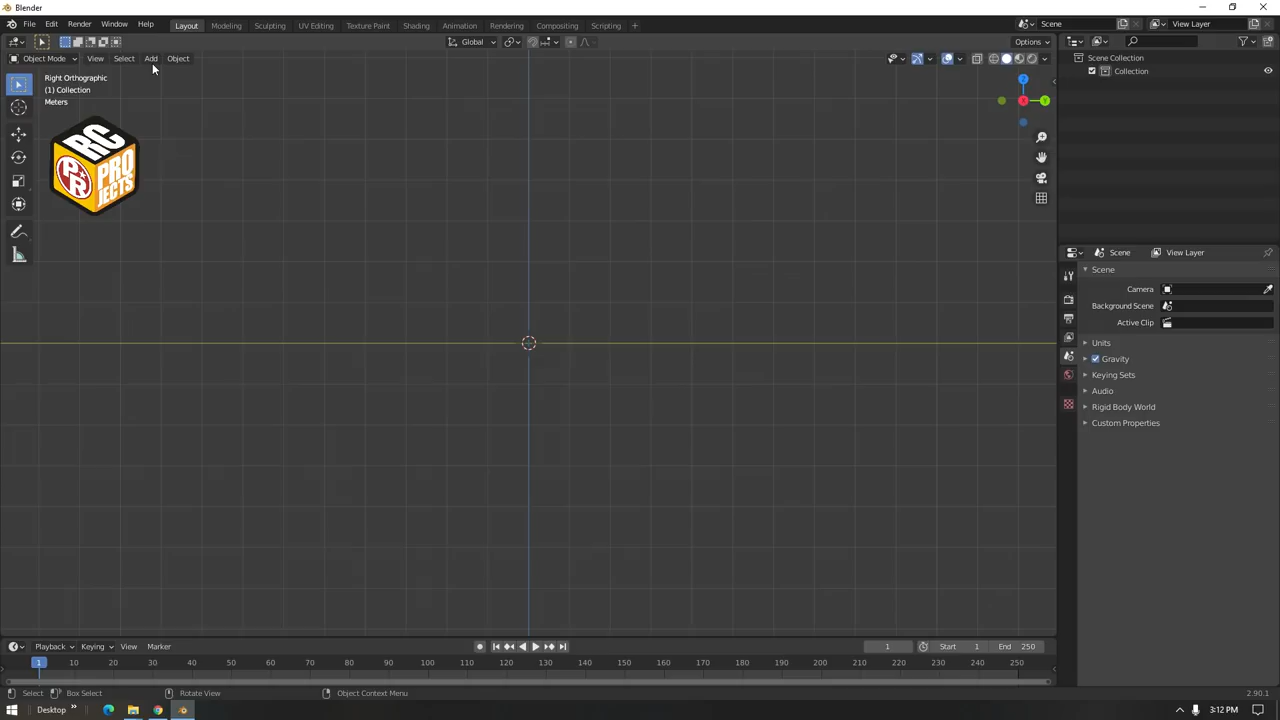 Blender
File Edit Render Window Help Layout Modeling Sculpting UV Editing Texture Paint Shading Animation Rendering Compositing Scripting + Scene View Layer
Global Options
Object Mode View Select Add Object
Right Orthographic
(1) Collection
Meters
RC
PR
PRO
JECTS
Z
X Y
Scene Collection
Collection
Scene View Layer
Scene
Camera
Background Scene
Active Clip
Units
Gravity
Keying Sets
Audio
Rigid Body World
Custom Properties
Playback Keying View Marker 1 Start 1 End 250
1 10 20 30 40 50 60 70 80 90 100 110 120 130 140 150 160 170 180 190 200 210 220 230 240 250
Select Box Select Rotate View Object Context Menu 2.90.1
Desktop 3:12 PM